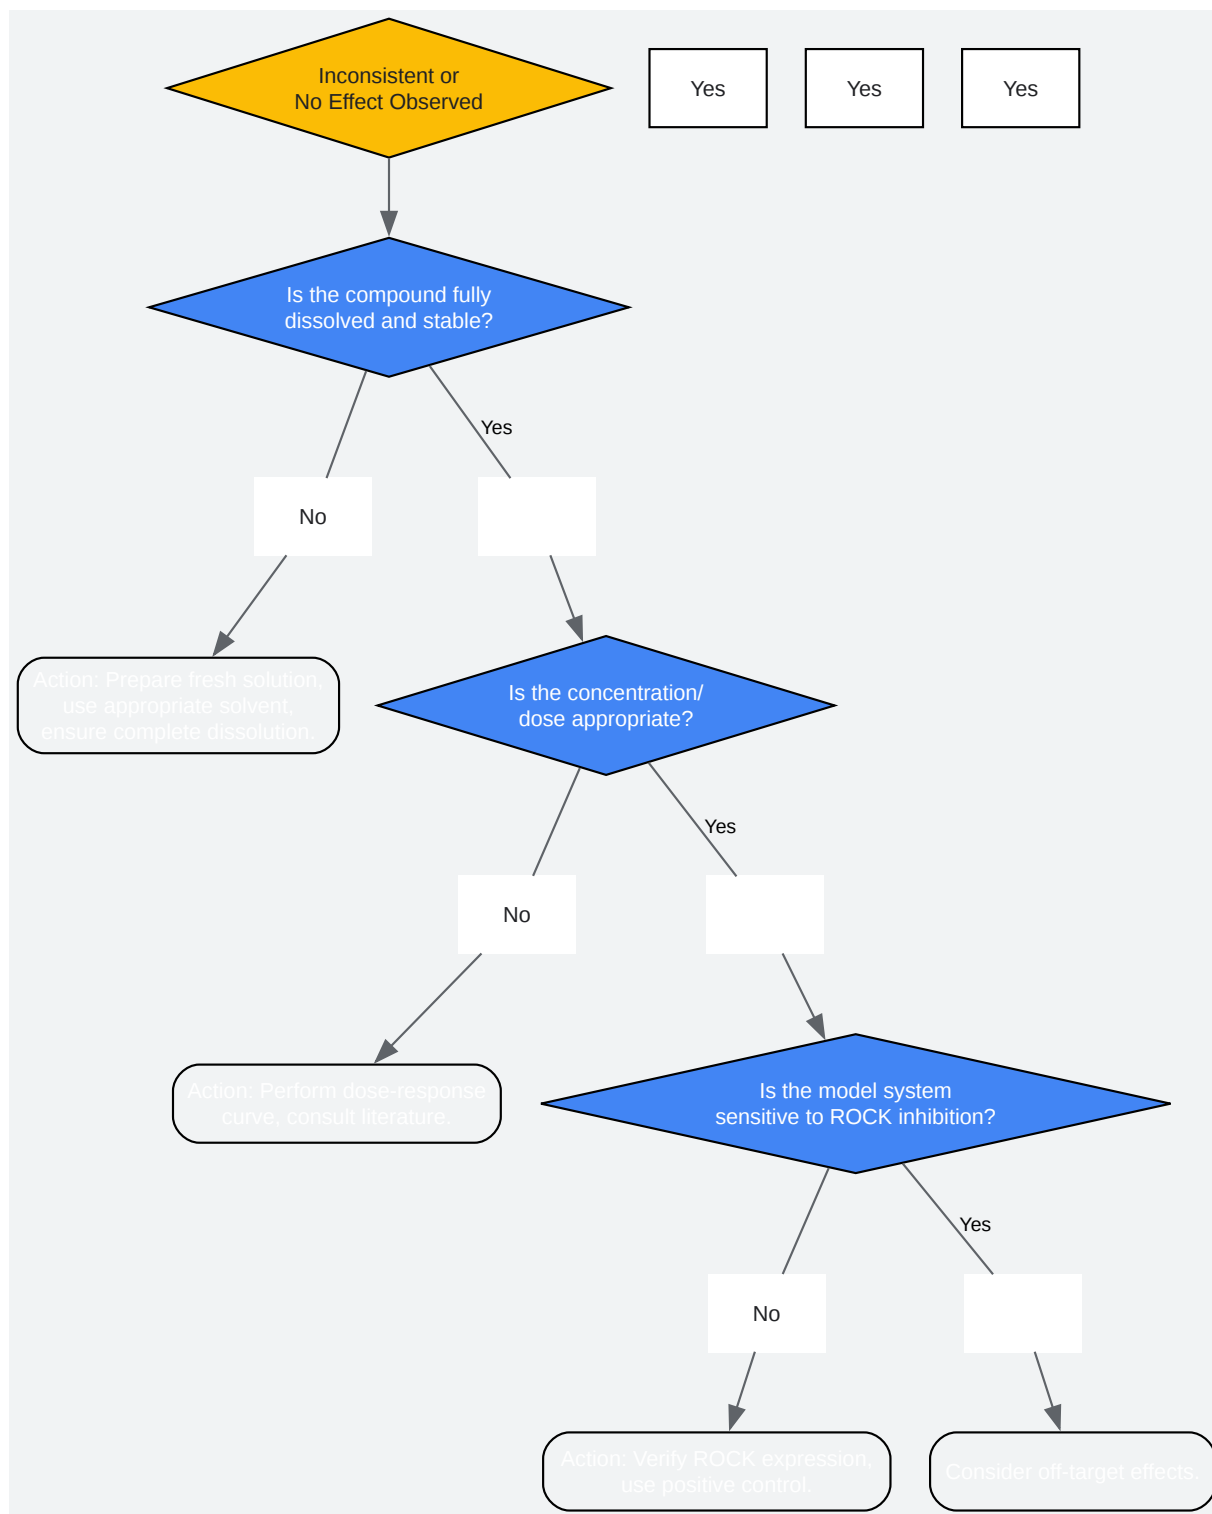 Inconsistent or
No Effect Observed
Yes
Yes
Yes
Is the compound fully
dissolved and stable?
Yes
No
Action: Prepare fresh solution,
use appropriate solvent,
ensure complete dissolution.
Is the concentration/
dose appropriate?
Yes
No
Action: Perform dose-response
curve, consult literature.
Is the model system
sensitive to ROCK inhibition?
Yes
No
Action: Verify ROCK expression,
use positive control.
Consider off-target effects.